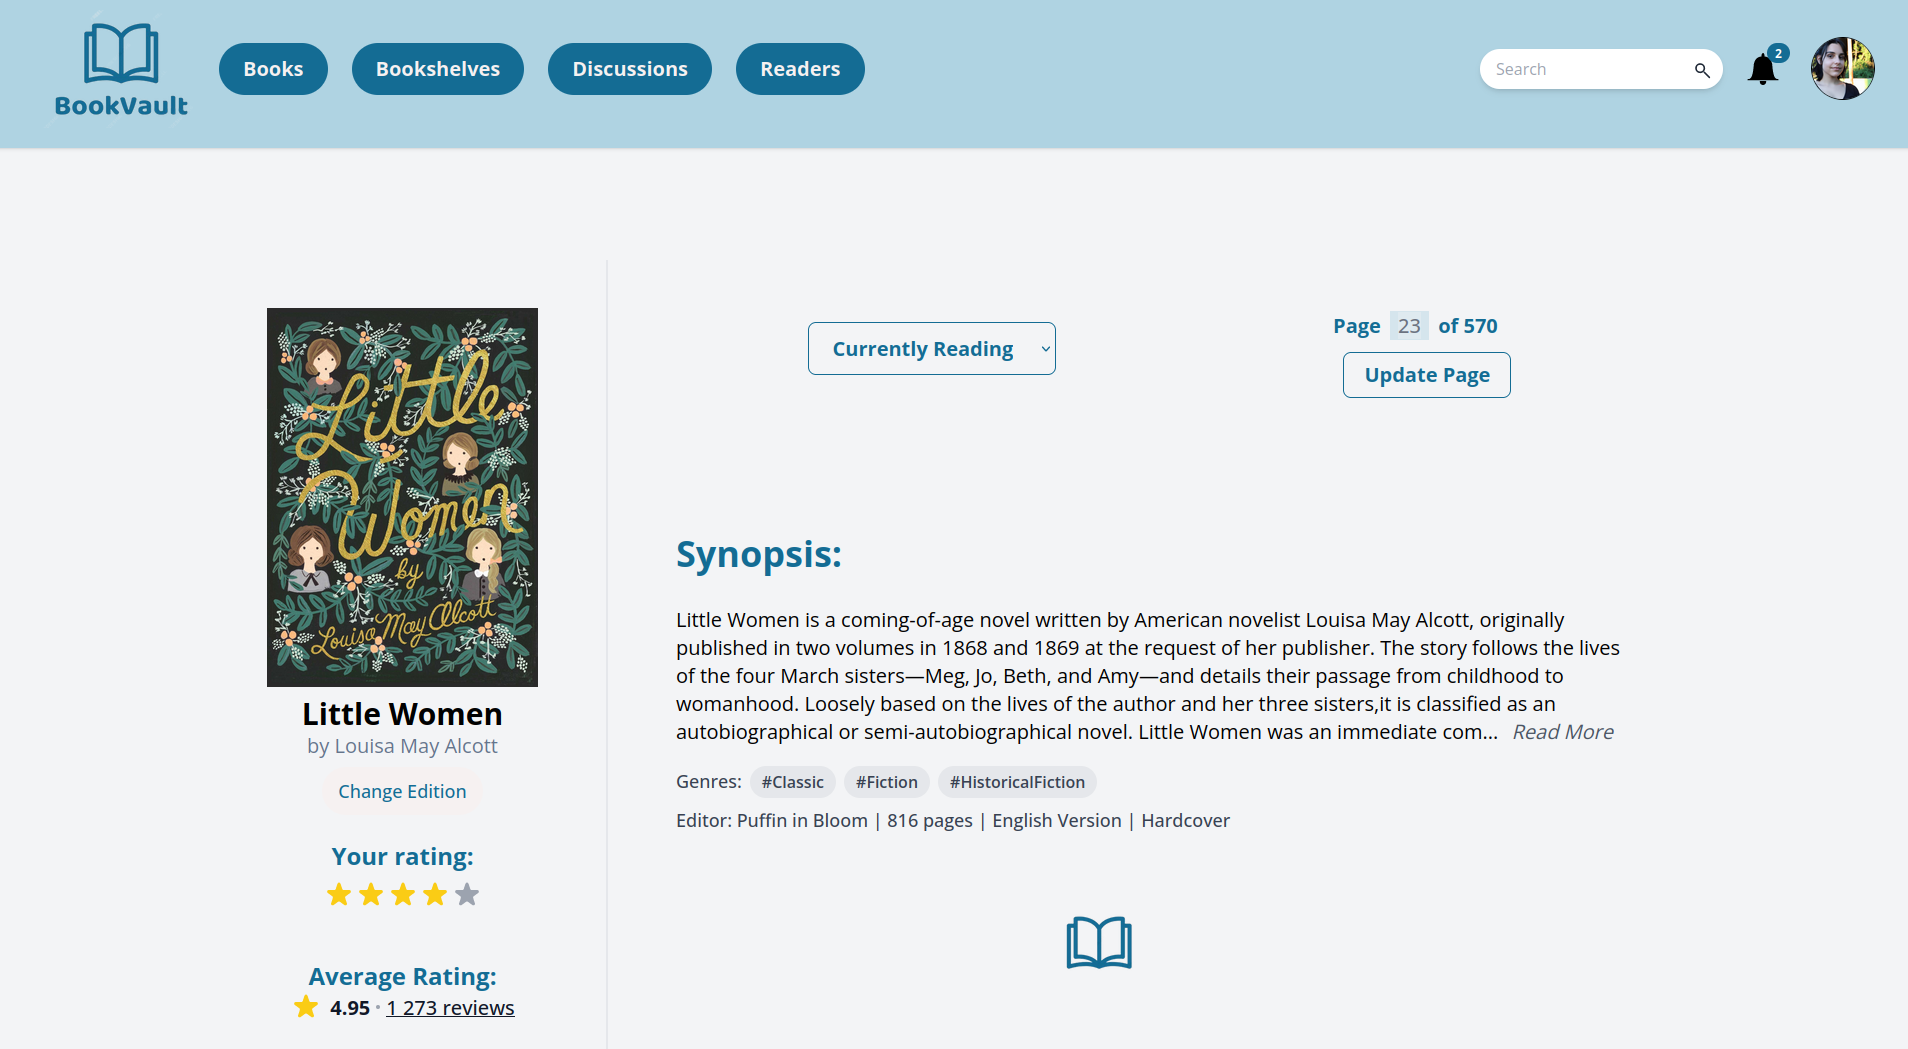 BookVault
Books
Bookshelves
Discussions
Readers
Search
2
Little
Women
by
Louisa May Alcott
Little Women
by Louisa May Alcott
Change Edition
Your rating:
Average Rating:
4.95 • 1 273 reviews
Currently Reading
Page 23 of 570
Update Page
Synopsis:
Little Women is a coming-of-age novel written by American novelist Louisa May Alcott, originally
published in two volumes in 1868 and 1869 at the request of her publisher. The story follows the lives
of the four March sisters—Meg, Jo, Beth, and Amy—and details their passage from childhood to
womanhood. Loosely based on the lives of the author and her three sisters,it is classified as an
autobiographical or semi-autobiographical novel. Little Women was an immediate com... Read More
Genres: #Classic #Fiction #HistoricalFiction
Editor: Puffin in Bloom | 816 pages | English Version | Hardcover